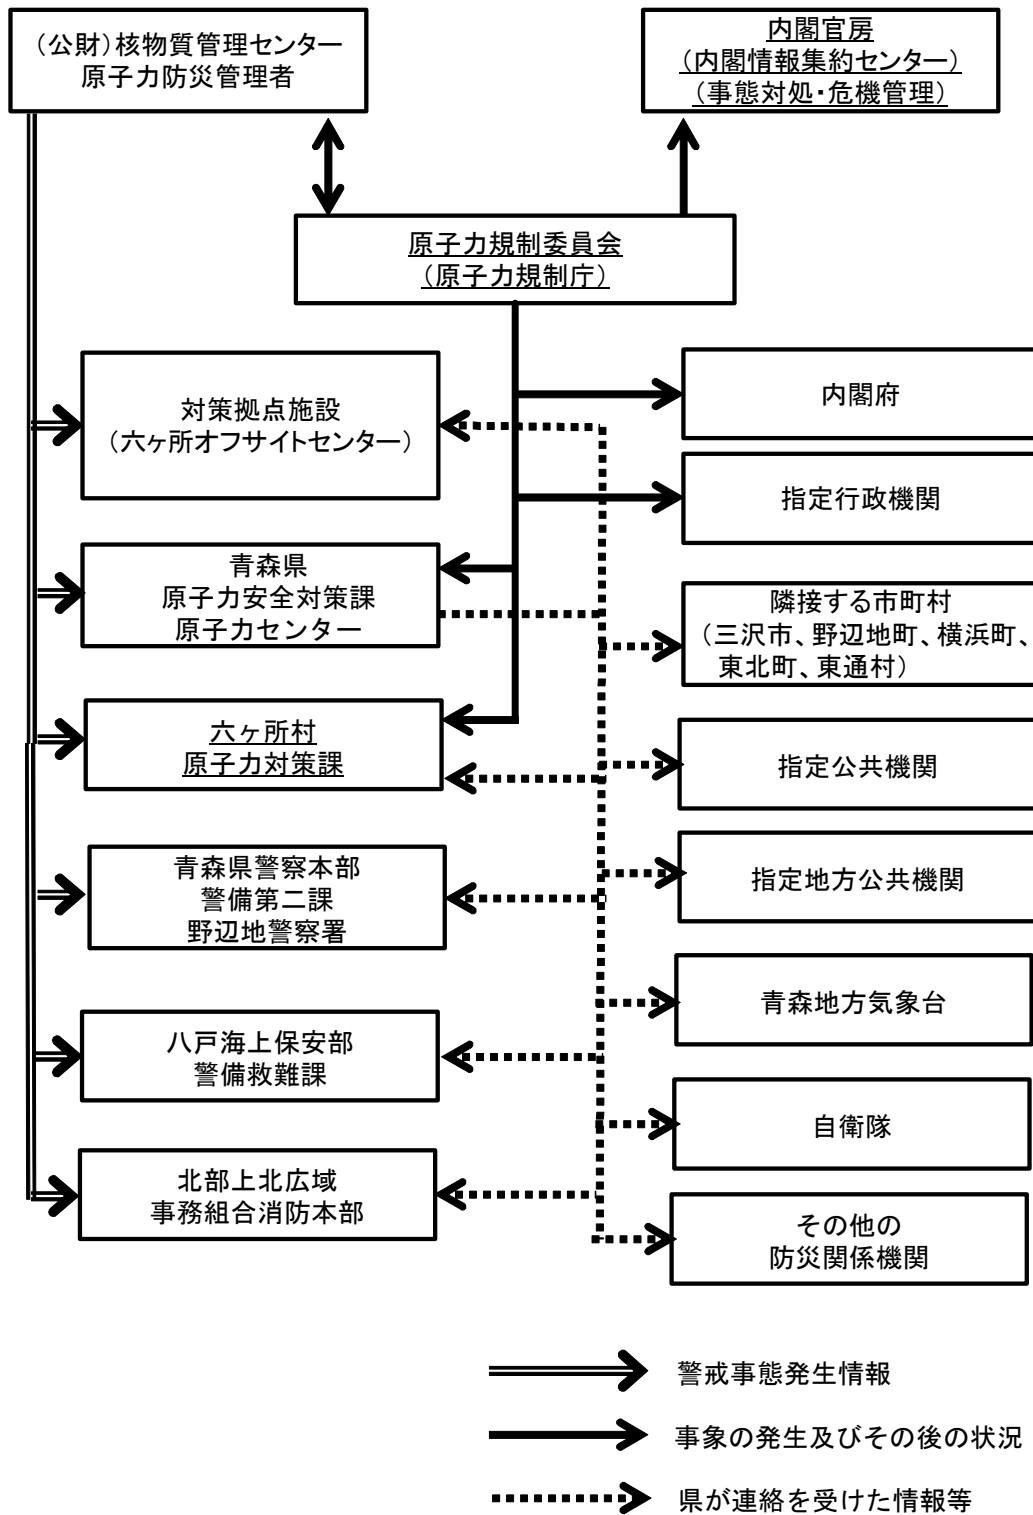 （公財）核物質管理センター
原子力防災管理者
内閣官房
（内閣情報集約センター）
（事態対処・危機管理）
原子力規制委員会
（原子力規制庁）
対策拠点施設
（六ヶ所オフサイトセンター）
内閣府
指定行政機関
青森県
原子力安全対策課
原子力センター
隣接する市町村
（三沢市、野辺地町、横浜町、
東北町、東通村）
六ヶ所村
原子力対策課
指定公共機関
青森県警察本部
警備第二課
野辺地警察署
指定地方公共機関
青森地方気象台
八戸海上保安部
警備救難課
自衛隊
北部上北広域
事務組合消防本部
その他の
防災関係機関
警戒事態発生情報
事象の発生及びその後の状況
県が連絡を受けた情報等